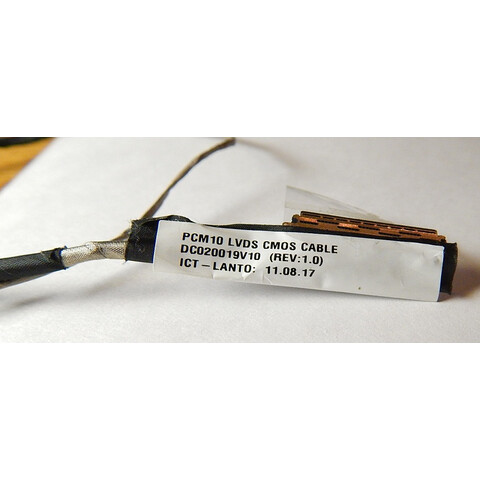 PCM10 LVDS CMOS CABLE
DC020019V10 (REV:1.0)
ICT-LANTO: 11.08.17